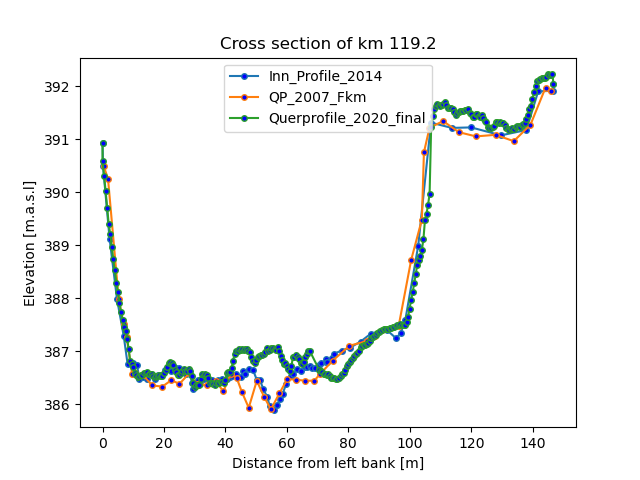 Cross section of km 119.2
Inn_Profile_2014
QP_2007_Fkm
Querprofile_2020_final
392
391
390
389
388
387
386
Elevation [m.a.s.l]
0 20 40 60 80 100 120 140
Distance from left bank [m]